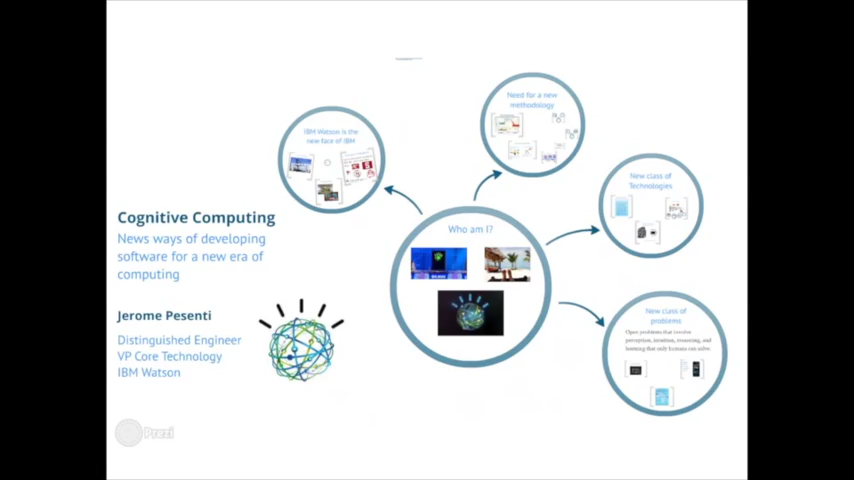 Cognitive Computing
News ways of developing
software for a new era of
computing
Jerome Pesenti
Distinguished Engineer
VP Core Technology
IBM Watson
IBM Watson is the
new face of IBM
Need for a new
methodology
New class of
Technologies
Who am I?
New class of
problems
Open problems that involve
perception, intuition, reasoning, and
learning that only humans can solve.
Prezi